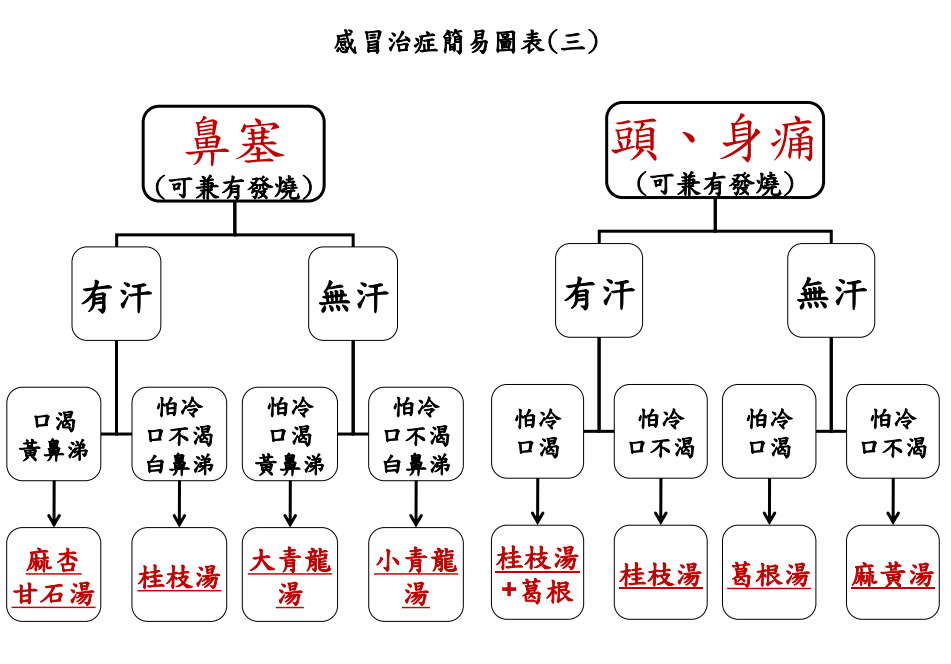 感冒治症簡易圖表(三)
鼻塞
(可兼有發燒)
有汗
無汗
口渴
黃鼻涕
怕冷
口不渴
白鼻涕
怕冷
口渴
黃鼻涕
怕冷
口不渴
白鼻涕
麻杏
甘石湯
桂枝湯
大青龍
湯
小青龍
湯
頭、身痛
(可兼有發燒)
有汗
無汗
怕冷
口渴
怕冷
口不渴
怕冷
口渴
怕冷
口不渴
桂枝湯
+葛根
桂枝湯
葛根湯
麻黃湯